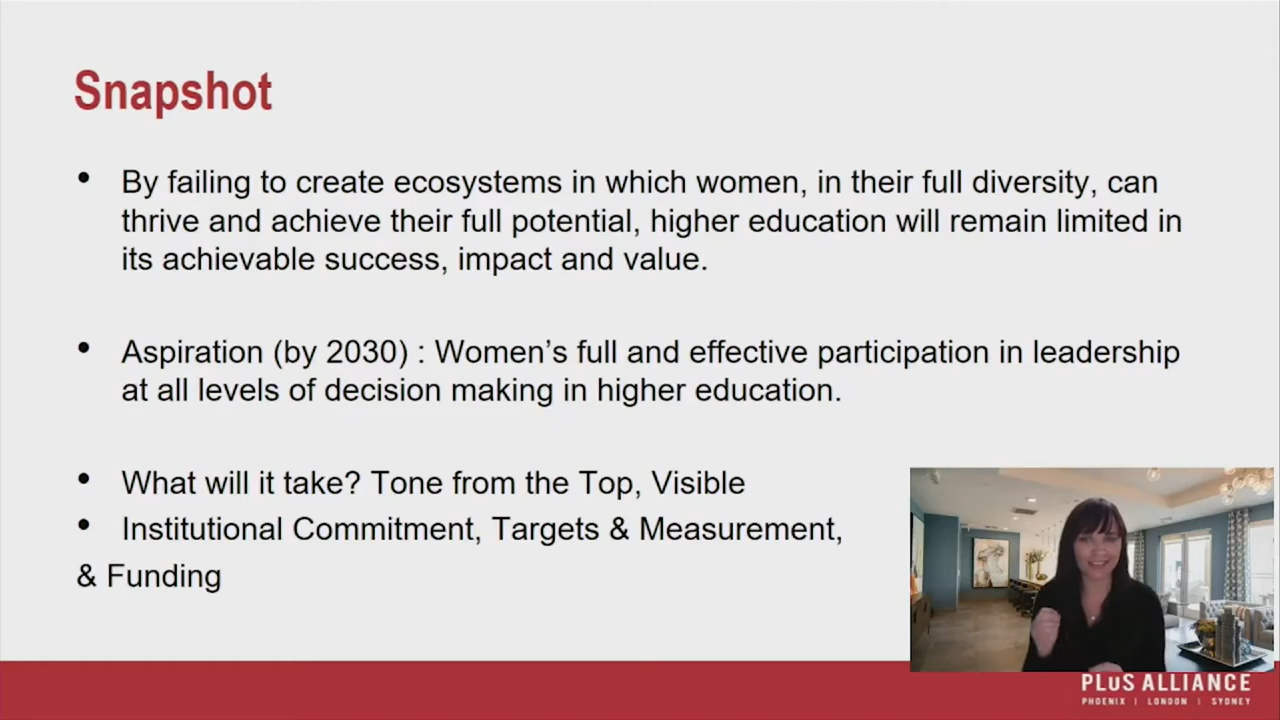 Snapshot
• By failing to create ecosystems in which women, in their full diversity, can
thrive and achieve their full potential, higher education will remain limited in
its achievable success, impact and value.
• Aspiration (by 2030) : Women’s full and effective participation in leadership
at all levels of decision making in higher education.
• What will it take? Tone from the Top, Visible
• Institutional Commitment, Targets & Measurement,
& Funding
PLuS ALLIANCE
PHOENIX | LONDON | SYDNEY